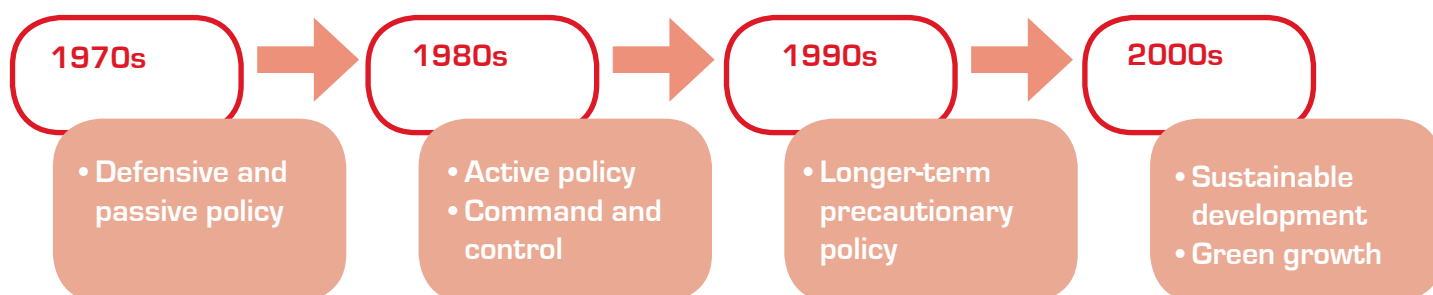 1970s
• Defensive and
passive policy
1980s
• Active policy
• Command and
control
1990s
• Longer-term
precautionary
policy
2000s
• Sustainable
development
• Green growth